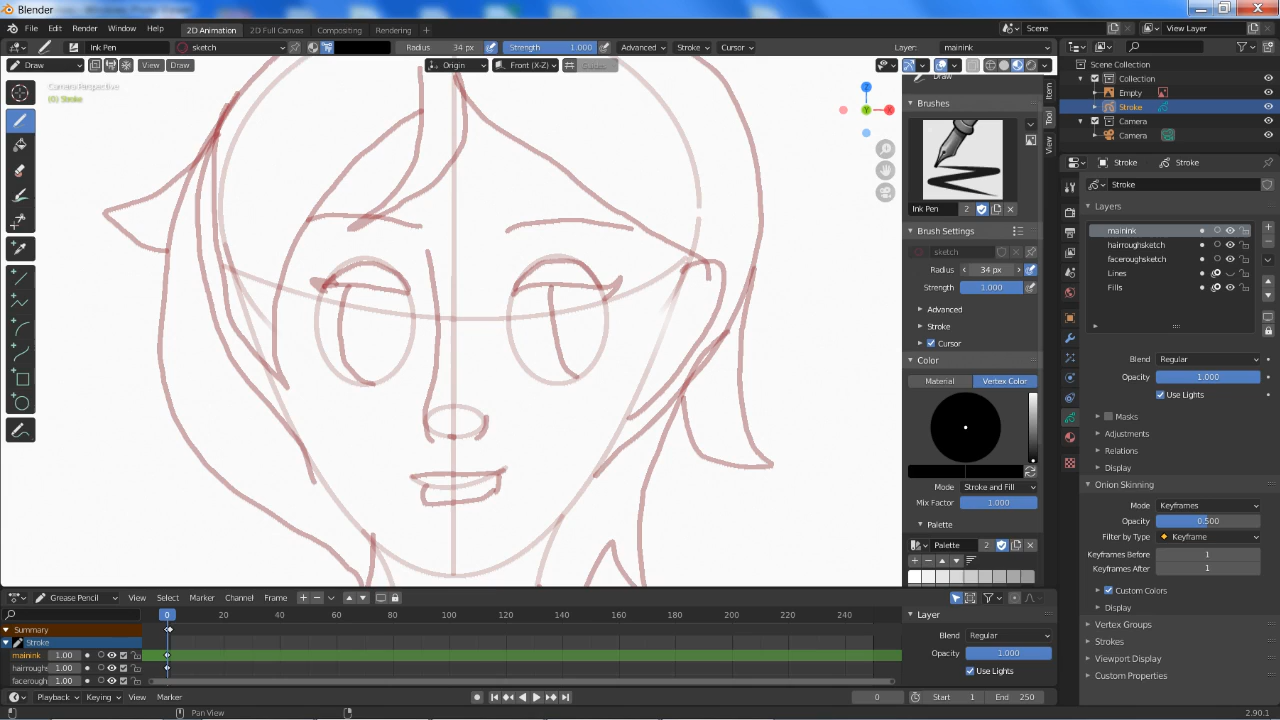 Blender
File Edit Render Window Help 2D Animation 2D Full Canvas Compositing Rendering Scene View Layer
Ink Pen sketch Radius 34 px Strength 1.000 Advanced Stroke Cursor Layer: mainink
Draw View Draw Origin Front (X-Z) Guides
Camera Perspective
(0) Stroke
Z
X
Y
Draw
Brushes
Ink Pen 2
Brush Settings
sketch
Radius 34 px
Strength 1.000
Advanced
Stroke
Cursor
Color
Material Vertex Color
Mode Stroke and Fill
Mix Factor 1.000
Palette
Palette 2
Item
Tool
View
Scene Collection
Collection
Empty
Stroke
Camera
Camera
Stroke Stroke
Stroke
Layers
mainink
hairroughsketch
faceroughsketch
Lines
Fills
Blend Regular
Opacity 1.000
Use Lights
Masks
Adjustments
Relations
Display
Onion Skinning
Mode Keyframes
Opacity 0.500
Filter by Type Keyframe
Keyframes Before 1
Keyframes After 1
Custom Colors
Display
Vertex Groups
Strokes
Viewport Display
Custom Properties
Grease Pencil View Select Marker Channel Frame
0 20 40 60 80 100 120 140 160 180 200 220 240
Summary
Stroke
mainink 1.00
hairroughs 1.00
facerough 1.00
Layer
Blend Regular
Opacity 1.000
Use Lights
Playback Keying View Marker 0 Start 1 End 250
Pan View 2.90.1